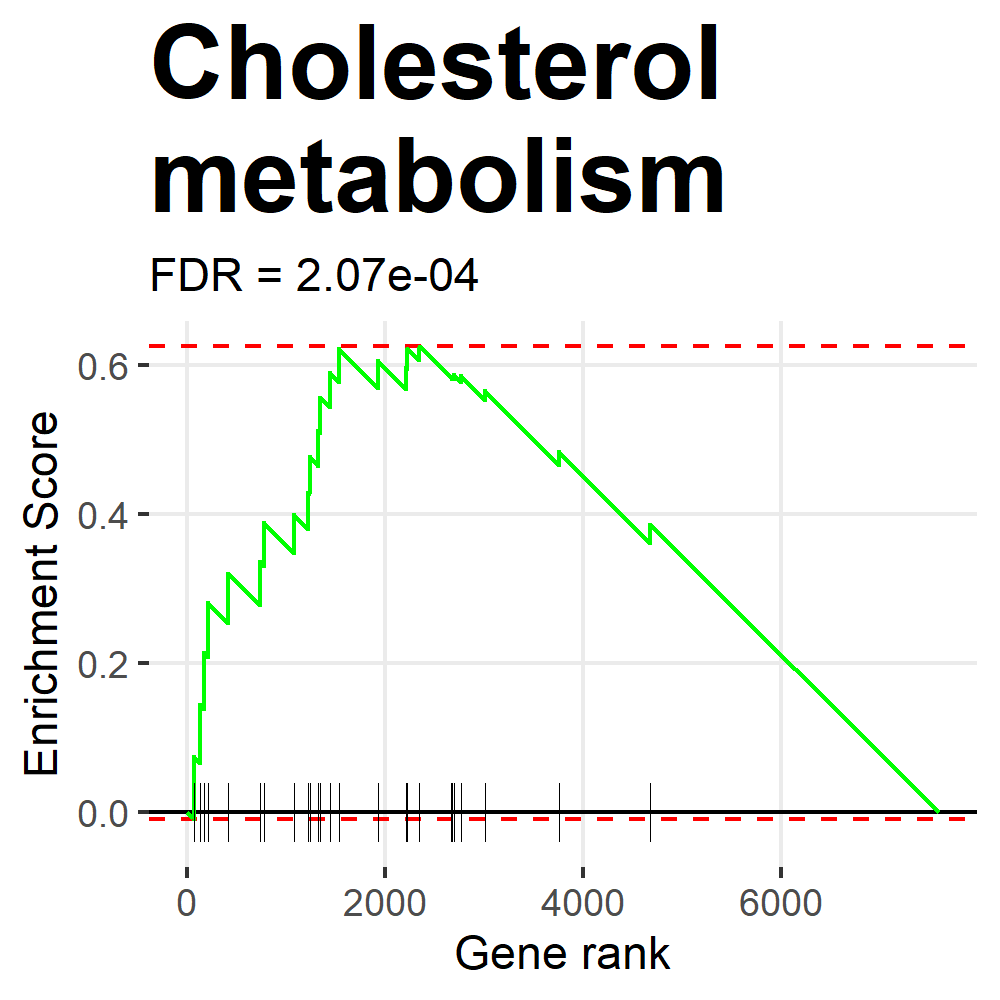 Cholesterol
metabolism
FDR = 2.07e-04
Enrichment Score
0.6
0.4
0.2
0.0
0 2000 4000 6000
Gene rank